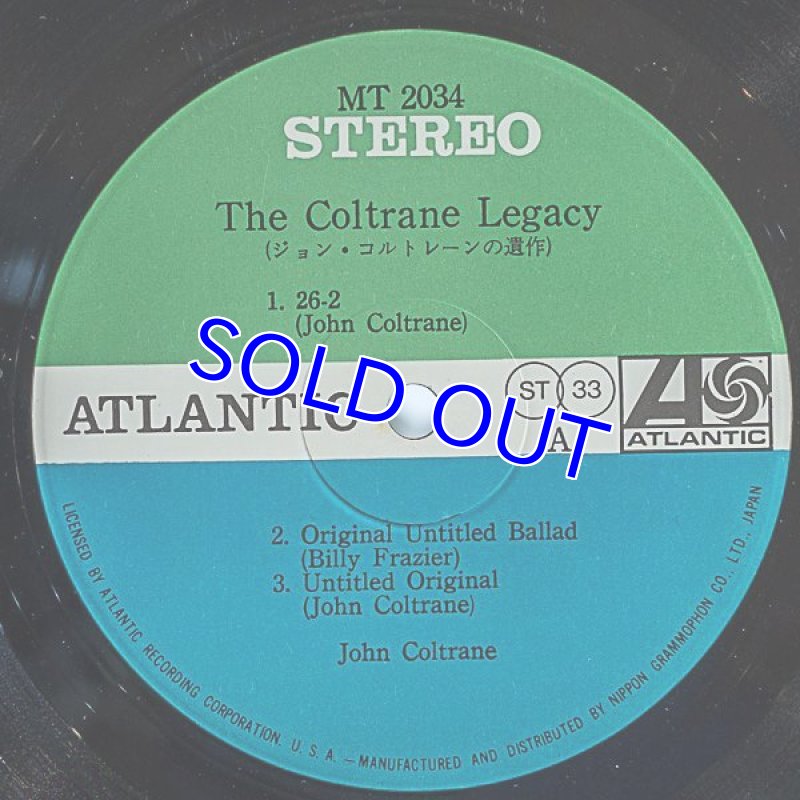 MT 2034
STEREO
The Coltrane Legacy
(ジョン・コルトレーンの遺作)
1. 26-2
(John Coltrane)
SOLD OUT
ATLANTIC
ST 33
A
ATLANTIC
2. Original Untitled Ballad
(Billy Frazier)
3. Untitled Original
(John Coltrane)
John Coltrane
LICENSED BY ATLANTIC RECORDING CORPORATION, U. S. A. —MANUFACTURED AND DISTRIBUTED BY NIPPON GRAMMOPHON CO., LTD., JAPAN